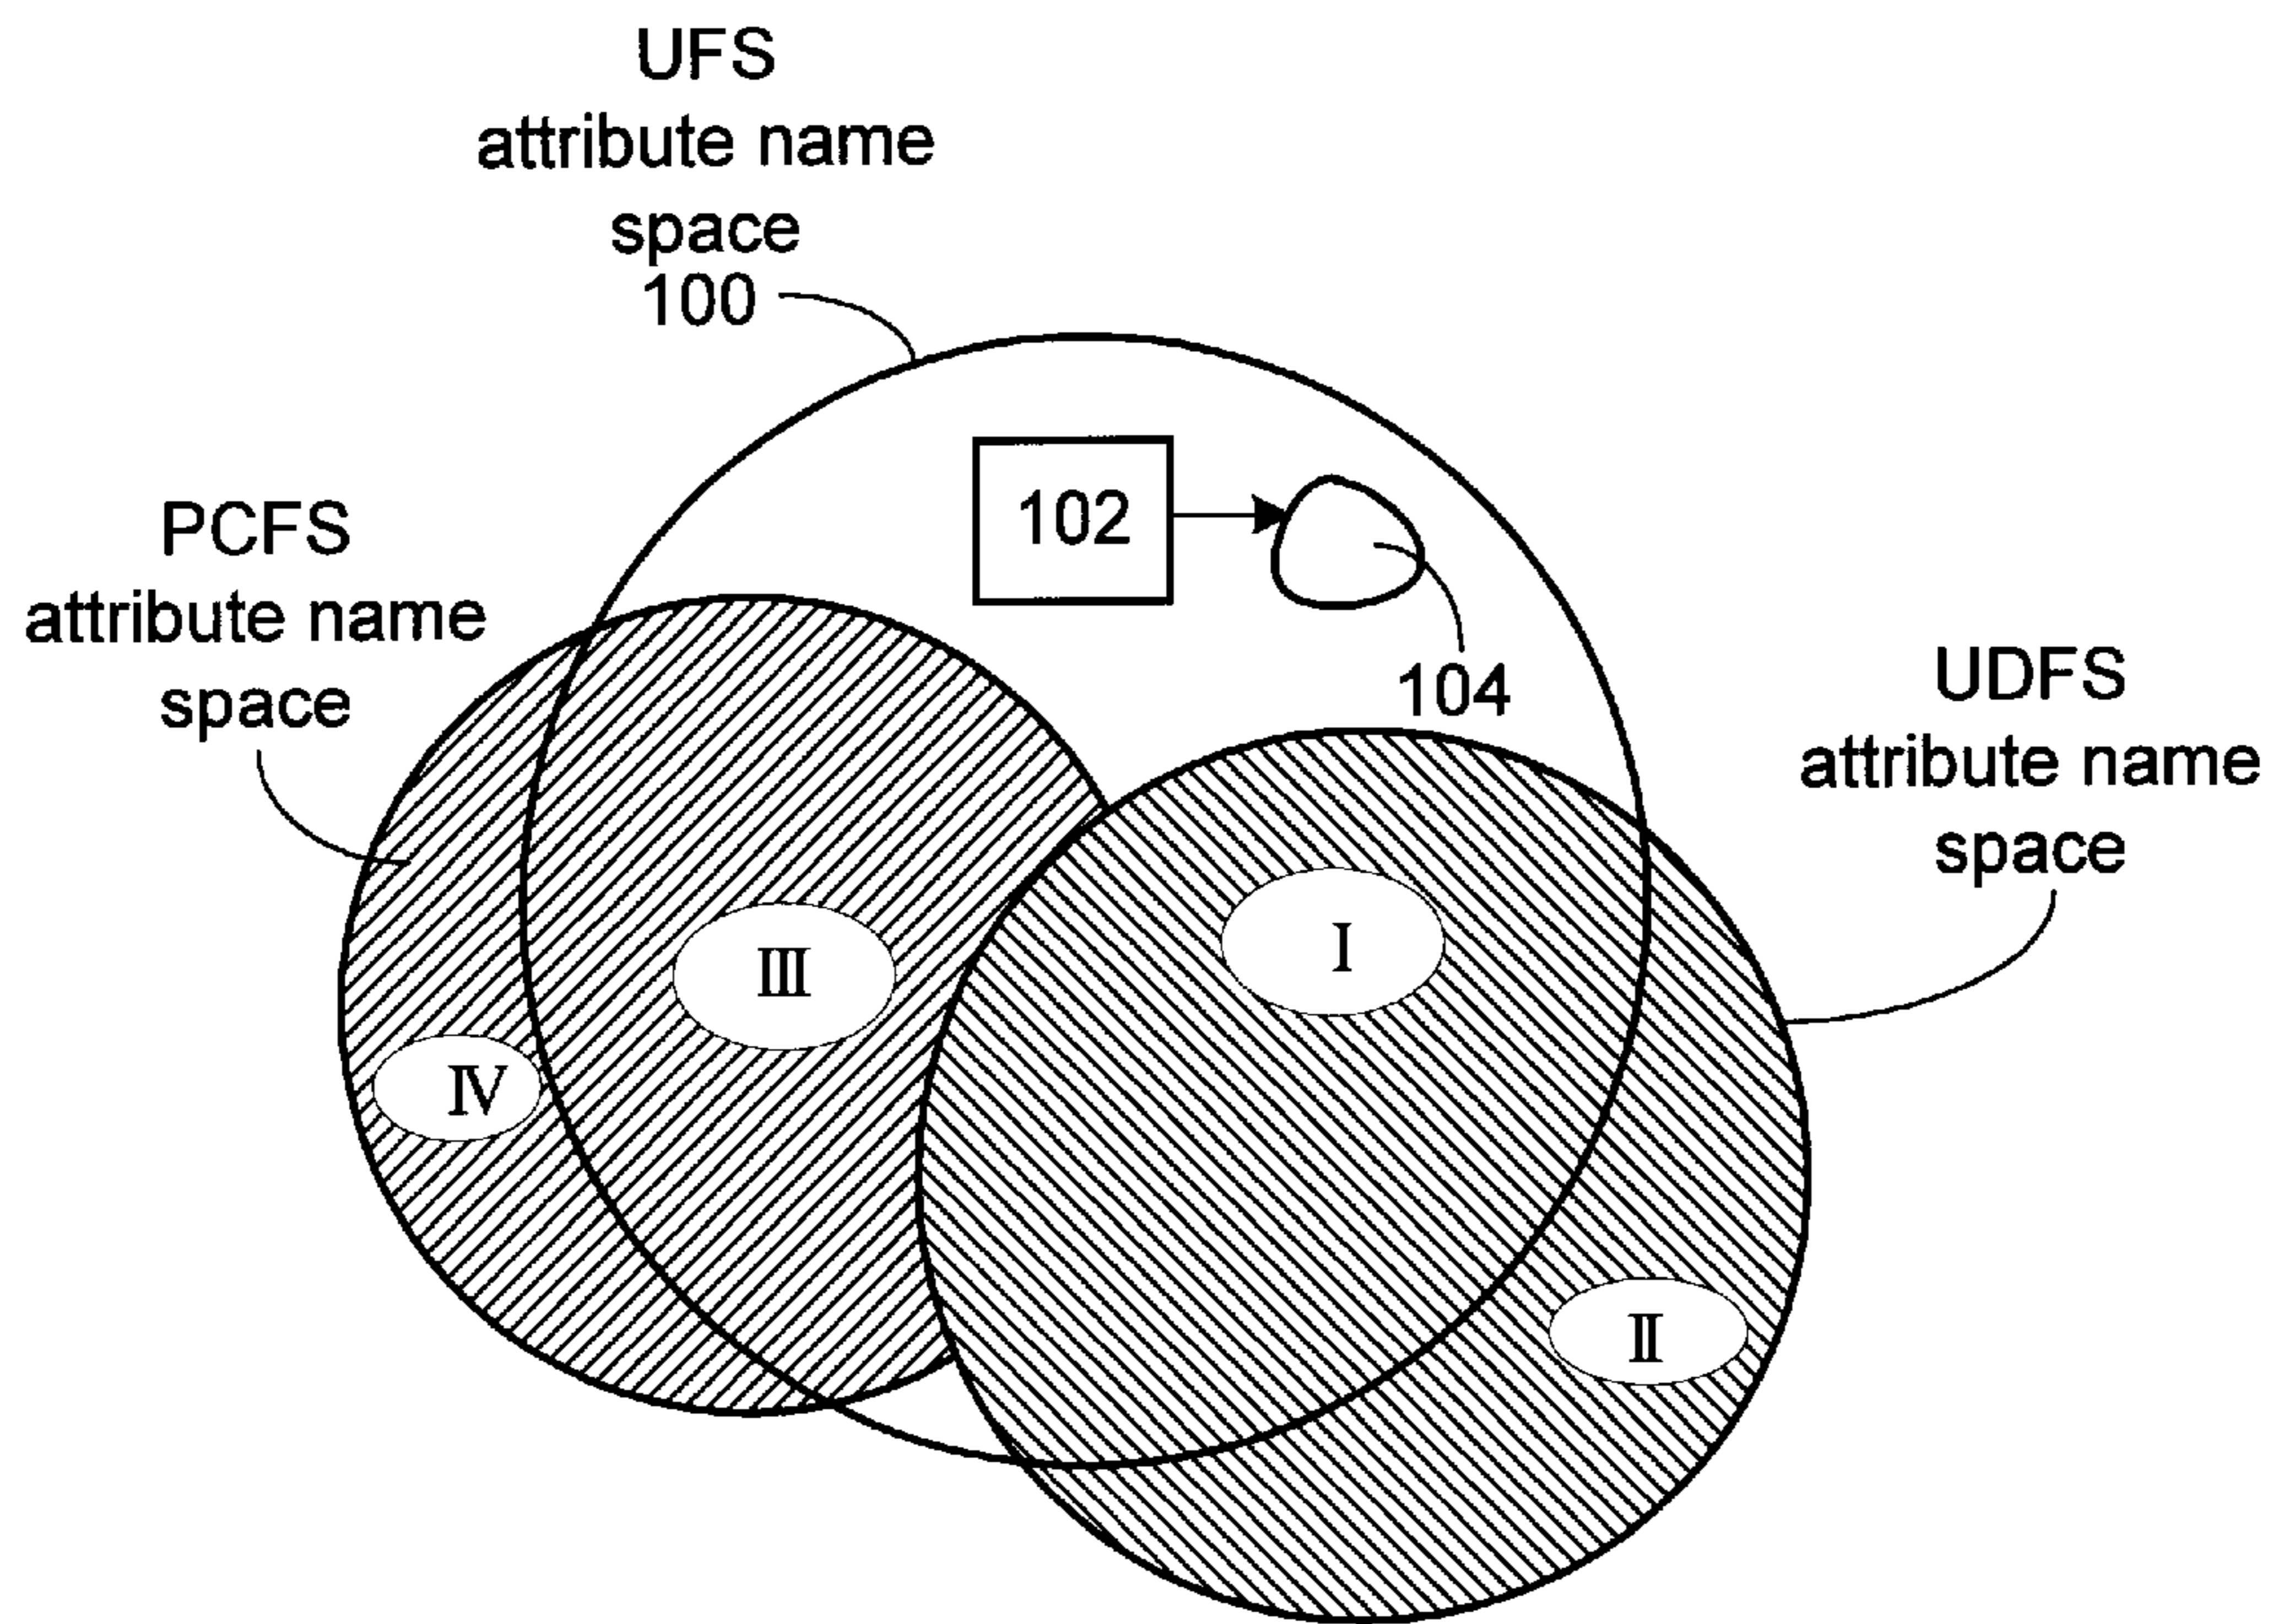 UFS
attribute name
space
100
PCFS
attribute name
space
102
104
UDFS
attribute name
space
I
III
IV
II